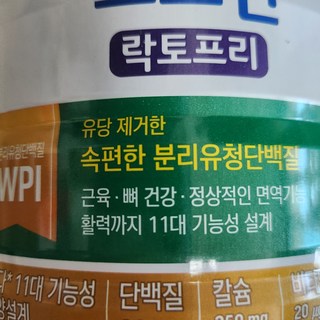 락토프리
유당 제거한
속편한 분리유청단백질
WPI
근육·뼈 건강·정상적인 면역기능
활력까지 11대 기능성 설계
11대 기능성
단백질
칼슘
20